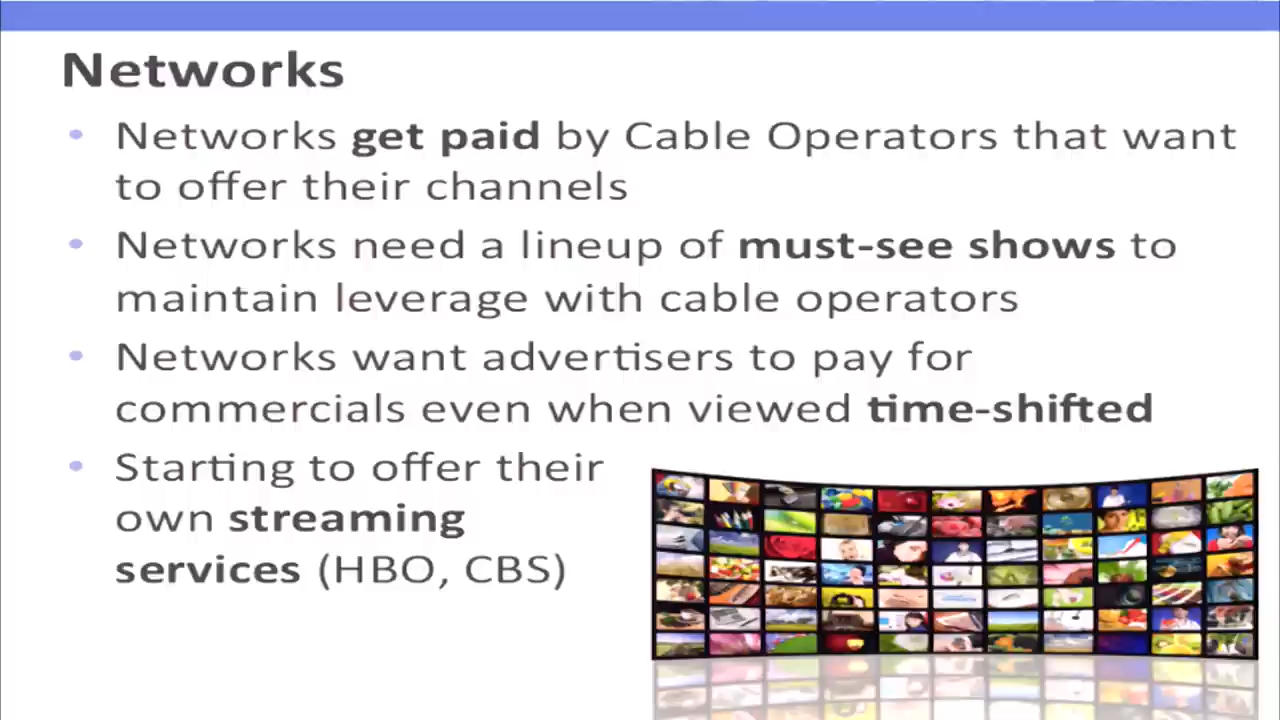 Networks
• Networks get paid by Cable Operators that want
to offer their channels
• Networks need a lineup of must-see shows to
maintain leverage with cable operators
• Networks want advertisers to pay for
commercials even when viewed time-shifted
• Starting to offer their
own streaming
services (HBO, CBS)